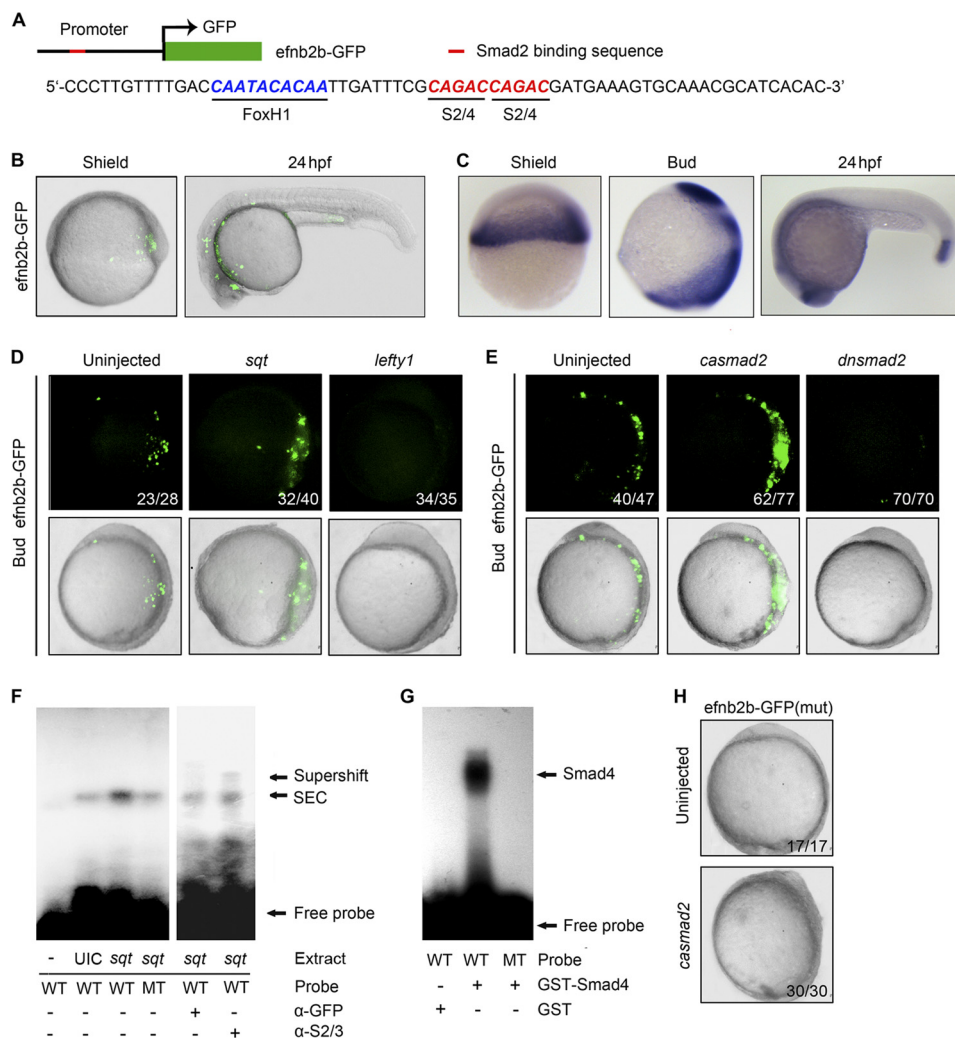 A
Promoter GFP
efnb2b-GFP Smad2 binding sequence
5'-CCCTTGTTTTGACCAATACACAATTGATTTCGCAGACCAGACGATGAAAGTGCAAACGCATCACAC-3'
FoxH1 S2/4 S2/4
B
Shield 24 hpf
efnb2b-GFP
C
Shield Bud 24 hpf
D
Uninjected sqt lefty1
Bud efnb2b-GFP
23/28 32/40 34/35
E
Uninjected casmad2 dnsmad2
Bud efnb2b-GFP
40/47 62/77 70/70
F
Supershift
SEC
Free probe
- UIC sqt sqt sqt sqt Extract
WT WT WT MT WT WT Probe
- - - - + - α-GFP
- - - - - + α-S2/3
G
Smad4
Free probe
WT WT MT Probe
- + + GST-Smad4
+ - - GST
H
efnb2b-GFP(mut)
Uninjected
17/17
casmad2
30/30